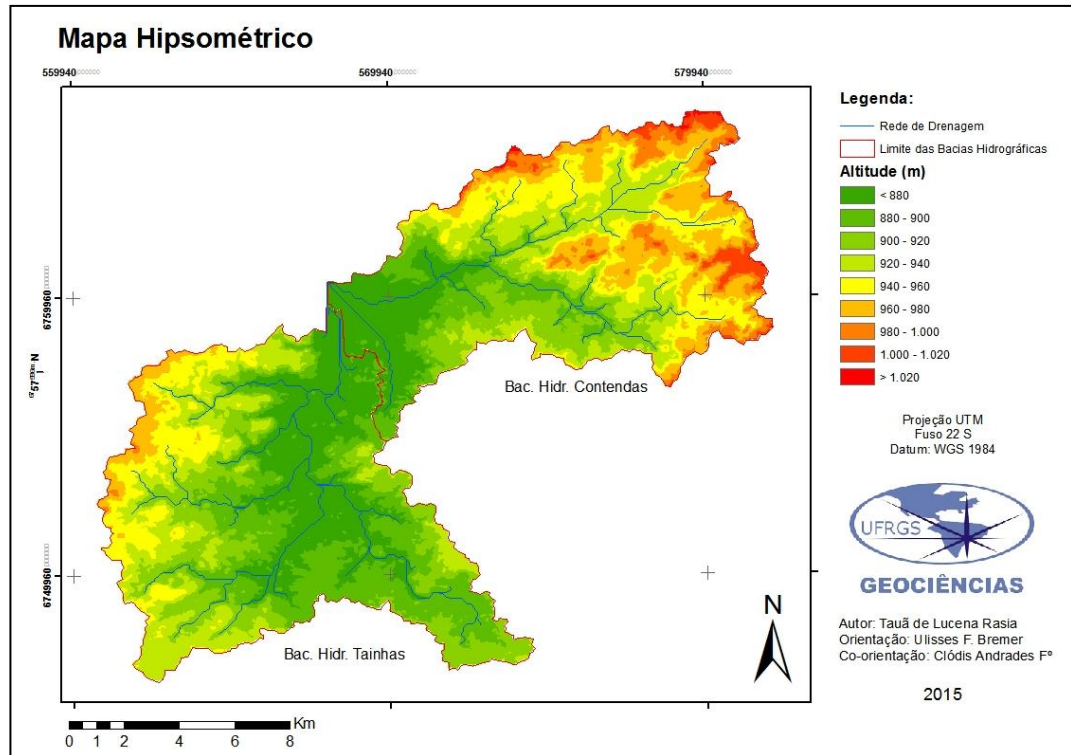 Mapa Hipsométrico
559940
569940
579940
6759960
6749960
N
Bac. Hidr. Contendas
Bac. Hidr. Tainhas
N
Km
0 1 2 4 6 8
Legenda:
Rede de Drenagem
Limite das Bacias Hidrográficas
Altitude (m)
< 880
880 - 900
900 - 920
920 - 940
940 - 960
960 - 980
980 - 1.000
1.000 - 1.020
> 1.020
Projeção UTM
Fuso 22 S
Datum: WGS 1984
UFRGS
GEOCIÊNCIAS
Autor: Tauã de Lucena Rasia
Orientação: Ulisses F. Bremer
Co-orientação: Clódis Andrades Fº
2015